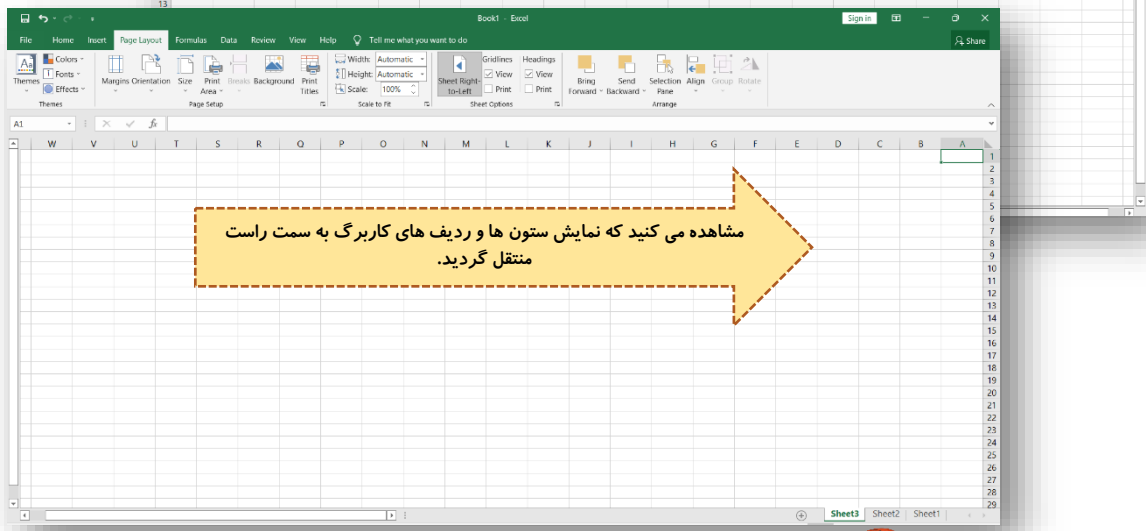 13
Book1 - Excel
Sign in
File Home Insert Page Layout Formulas Data Review View Help Tell me what you want to do
Share
Themes
Colors
Fonts
Effects
Themes
Margins Orientation Size Print Area Breaks Background Print Titles
Page Setup
Width: Automatic
Height: Automatic
Scale: 100%
Scale to Fit
Sheet Right-to-Left
Gridlines Headings
View View
Print Print
Sheet Options
Bring Forward Send Backward Selection Pane Align Group Rotate
Arrange
A1
fx
W V U T S R Q P O N M L K J I H G F E D C B A
1
2
3
4
5
6
7
8
9
10
11
12
13
14
15
16
17
18
19
20
21
22
23
24
25
26
27
28
29
مشاهده می کنید که نمایش ستون ها و ردیف های کاربرگ به سمت راست
منتقل گردید.
Sheet3 Sheet2 Sheet1